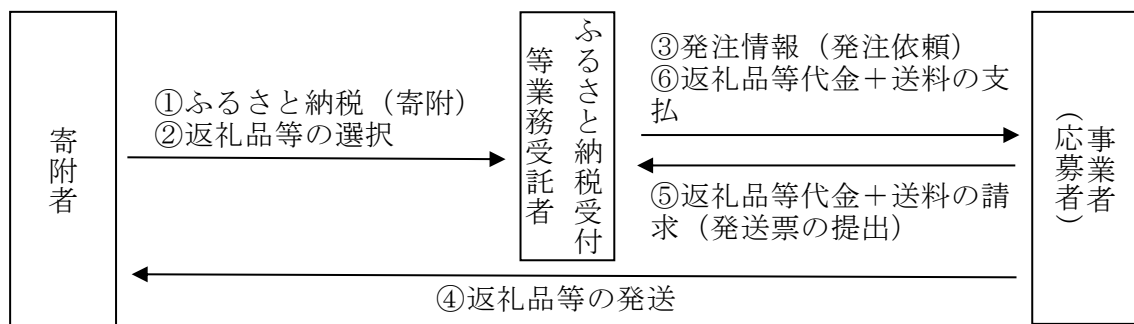 寄附者
①ふるさと納税（寄附）
②返礼品等の選択
ふるさと納税受付
等業務受託者
③発注情報（発注依頼）
⑥返礼品等代金＋送料の支
払
⑤返礼品等代金＋送料の請
求（発送票の提出）
事業者
（応募者）
④返礼品等の発送